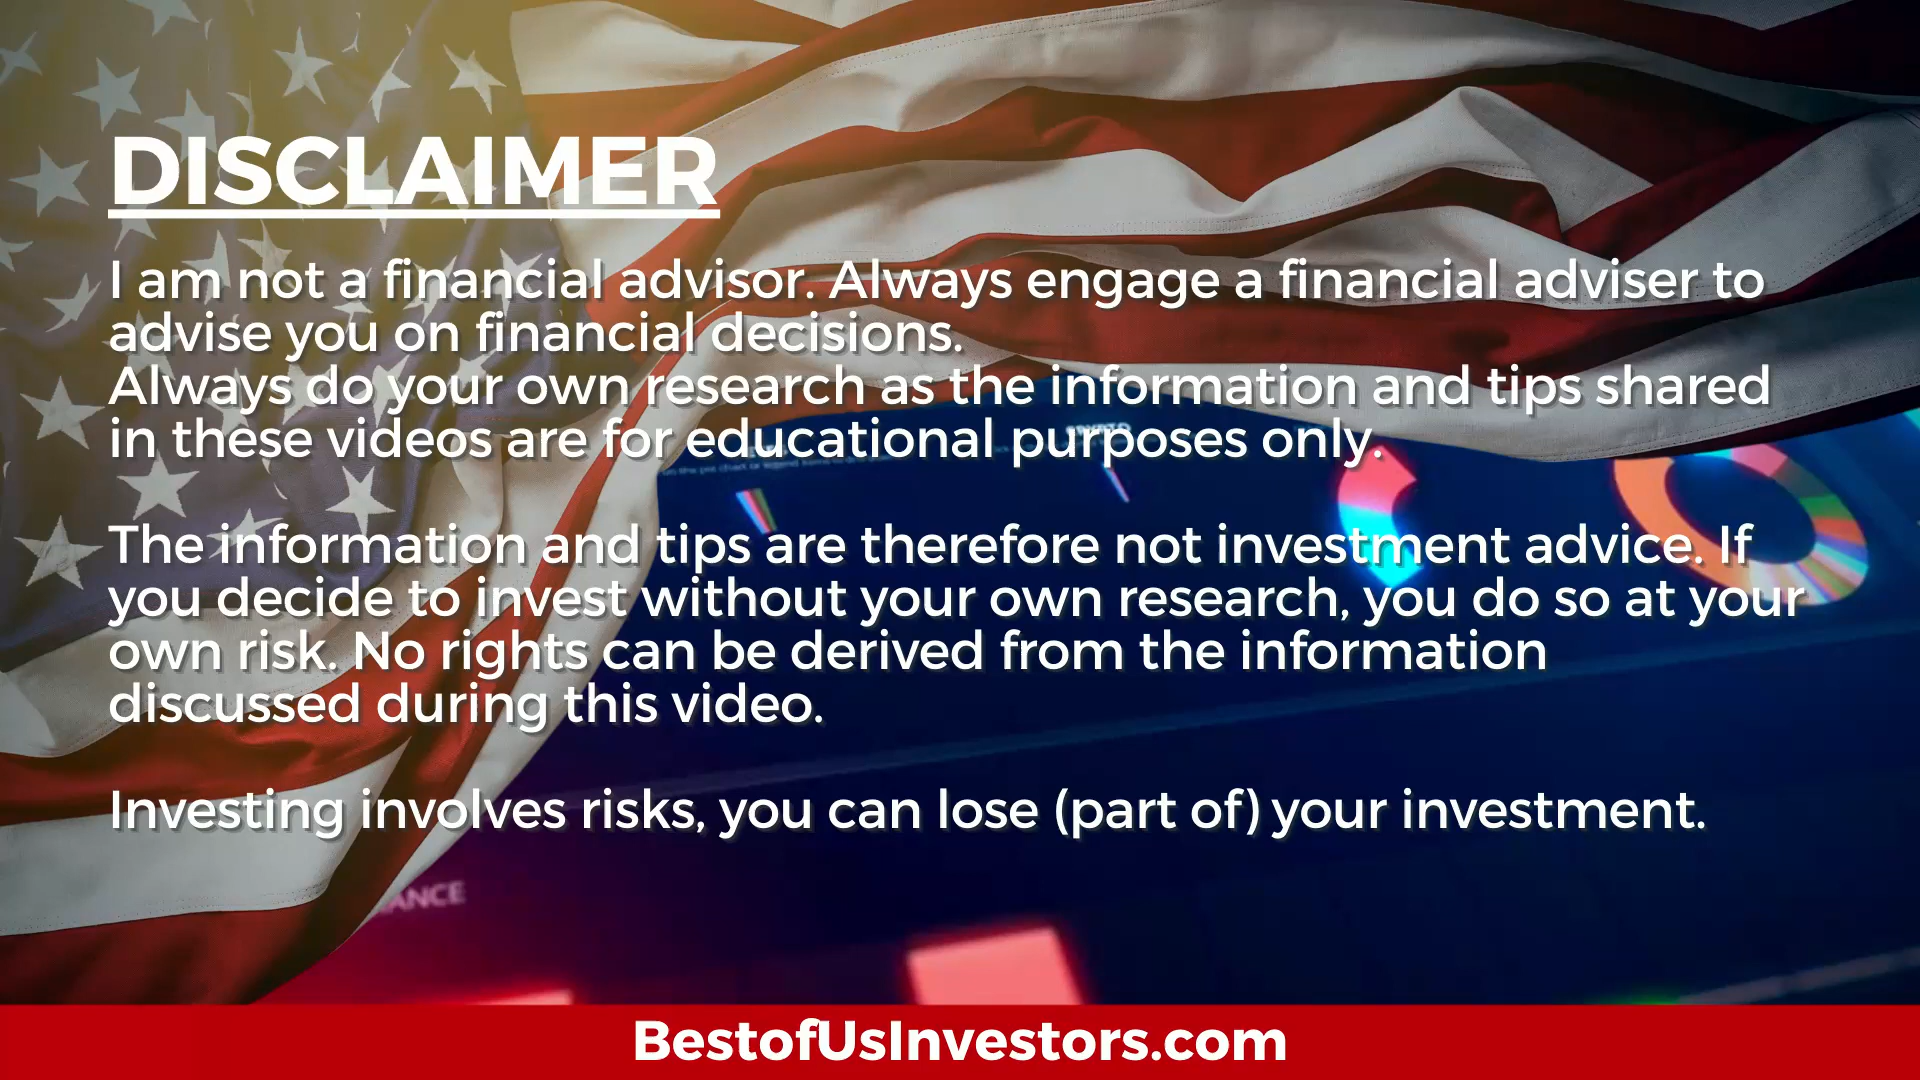 DISCLAIMER
I am not a financial advisor. Always engage a financial adviser to
advise you on financial decisions.
Always do your own research as the information and tips shared
in these videos are for educational purposes only.
The information and tips are therefore not investment advice. If
you decide to invest without your own research, you do so at your
own risk. No rights can be derived from the information
discussed during this video.
Investing involves risks, you can lose (part of) your investment.
ANCE
BestofUsInvestors.com